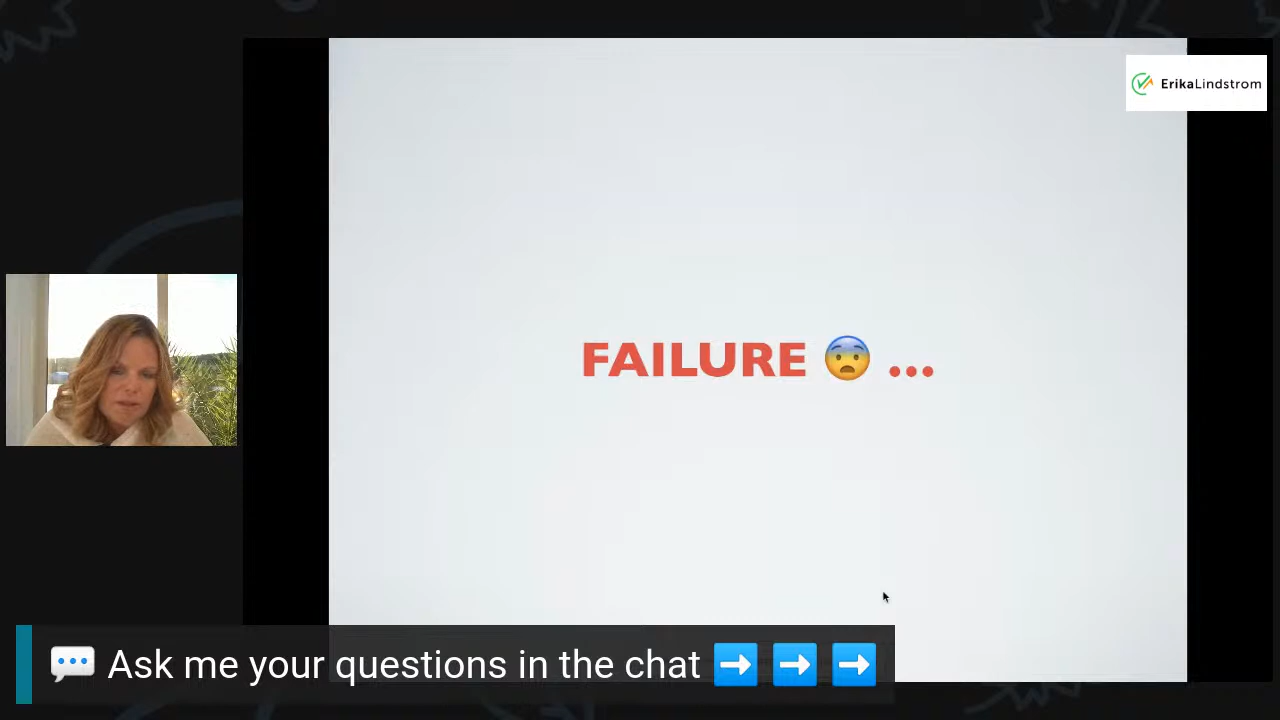 ErikaLindstrom
FAILURE 😨 ...
💬 Ask me your questions in the chat ➡️ ➡️ ➡️